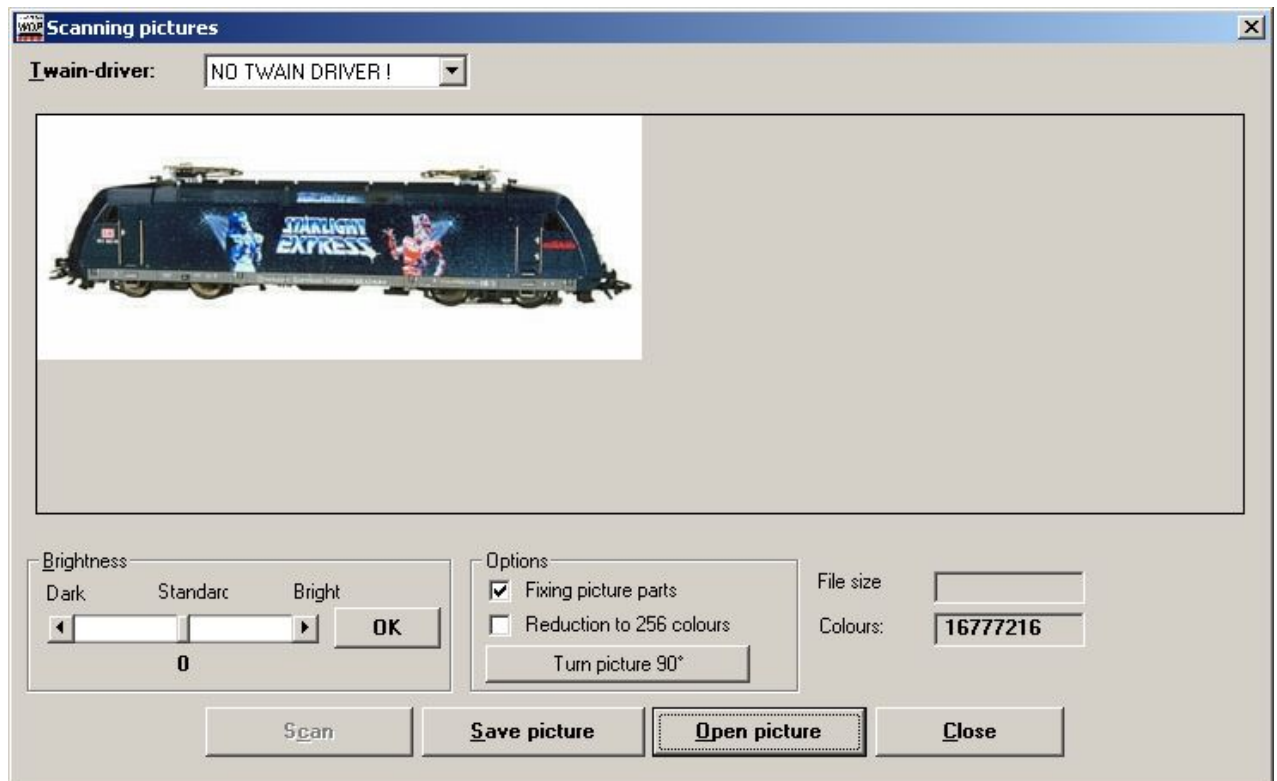 Scanning pictures
Twain-driver:
NO TWAIN DRIVER !
STARLIGHT
EXPRESS
Brightness
Dark Standarc Bright
OK
0
Options
Fixing picture parts
Reduction to 256 colours
Turn picture 90°
File size
Colours: 16777216
Scan
Save picture
Open picture
Close